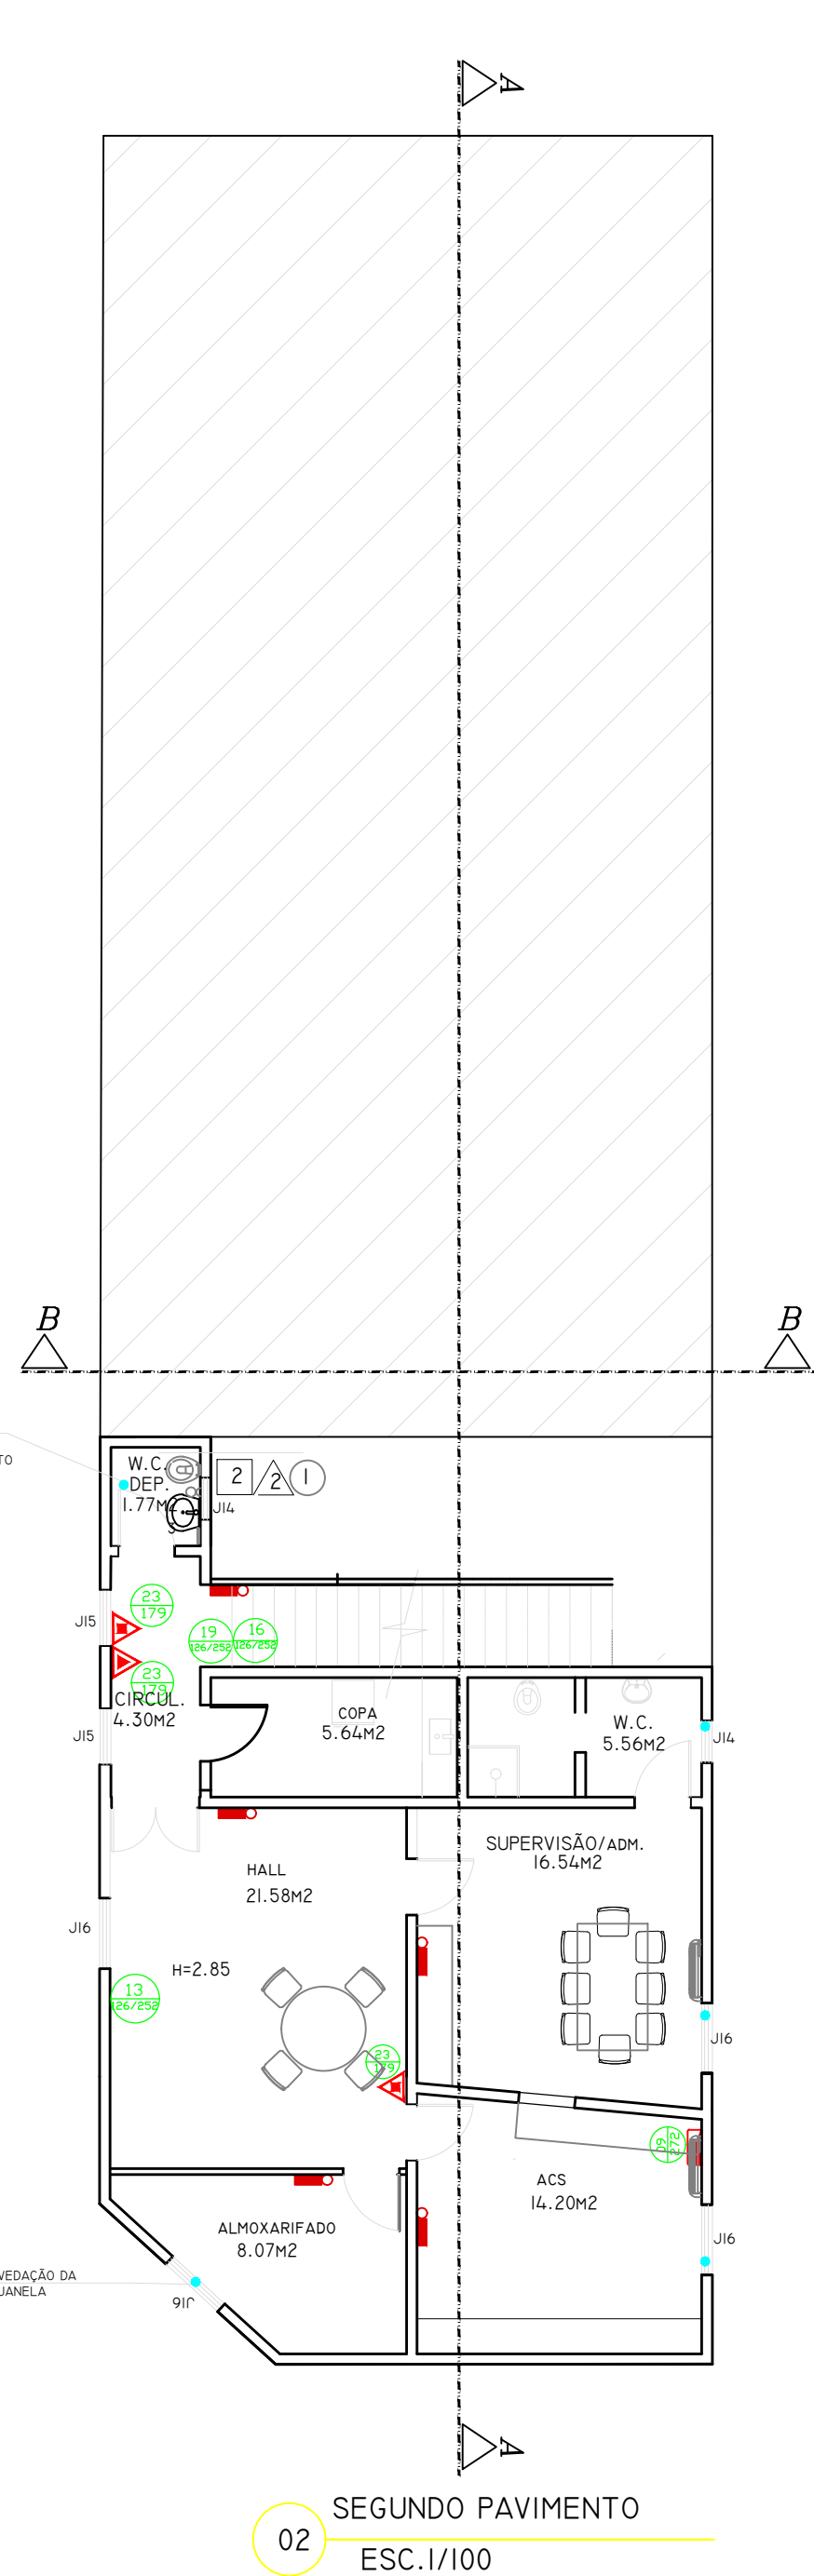 A
B
B
TO
W.C.
DEP.
1.77M2
2
2
1
J14
23
179
J15
19
126/252
16
126/252
23
179
CIRCUL.
4.30M2
J15
COPA
5.64M2
W.C.
5.56M2
J14
SUPERVISÃO/ADM.
16.54M2
HALL
21.58M2
J16
H=2.85
13
126/252
J16
23
179
09
272
ACS
14.20M2
ALMOXARIFADO
8.07M2
J16
VEDAÇÃO DA
JANELA
J16
A
SEGUNDO PAVIMENTO
02
ESC.1/100